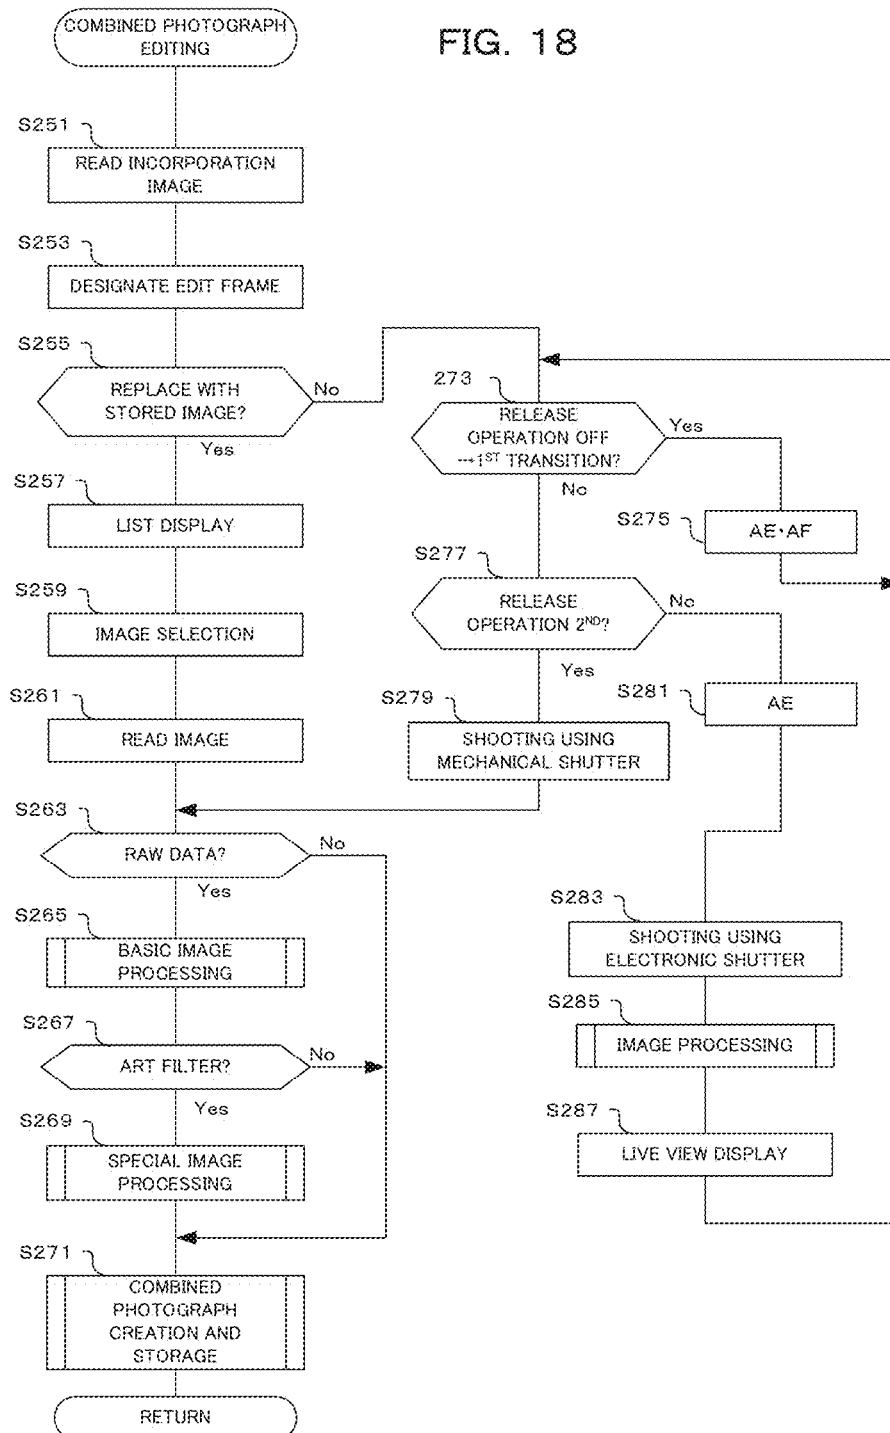 COMBINED PHOTOGRAPH
EDITING
FIG. 18
S251
READ INCORPORATION
IMAGE
S253
DESIGNATE EDIT FRAME
S255
REPLACE WITH
STORED IMAGE?
No
Yes
S257
LIST DISPLAY
S259
IMAGE SELECTION
S261
READ IMAGE
273
RELEASE
OPERATION OFF
→1ST TRANSITION?
Yes
No
S275
AE·AF
S277
RELEASE
OPERATION 2ND?
No
Yes
S279
SHOOTING USING
MECHANICAL SHUTTER
S281
AE
S263
RAW DATA?
No
Yes
S265
BASIC IMAGE
PROCESSING
S267
ART FILTER?
No
Yes
S269
SPECIAL IMAGE
PROCESSING
S283
SHOOTING USING
ELECTRONIC SHUTTER
S285
IMAGE PROCESSING
S287
LIVE VIEW DISPLAY
S271
COMBINED
PHOTOGRAPH
CREATION AND
STORAGE
RETURN